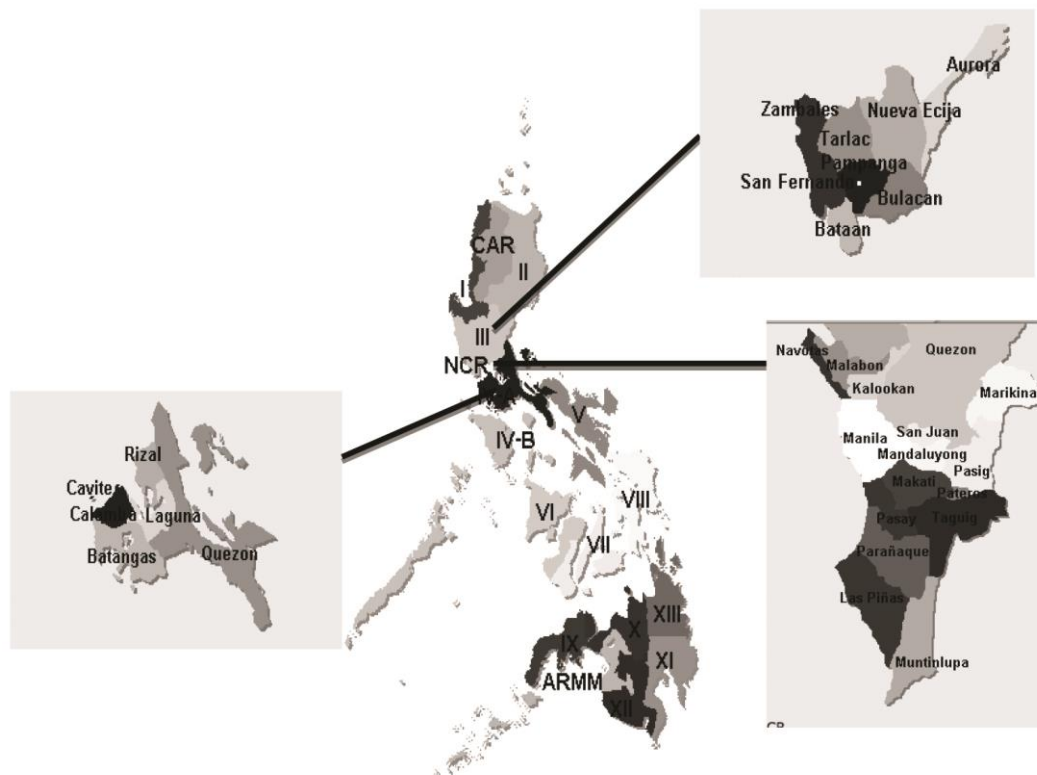 Aurora
Zambales
Nueva Ecija
Tarlac
Pampanga
San Fernando
Bulacan
Bataan
CAR
II
I
III
NCR
V
IV-B
VI
VII
VIII
IX
X
XIII
XI
ARMM
XII
Rizal
Cavite
Calamba
Laguna
Batangas
Quezon
Navotas
Quezon
Malabon
Kalookan
Marikina
San Juan
Manila
Mandaluyong
Pasig
Makati
Pateros
Pasay
Taguig
Parañaque
Las Piñas
Muntinlupa